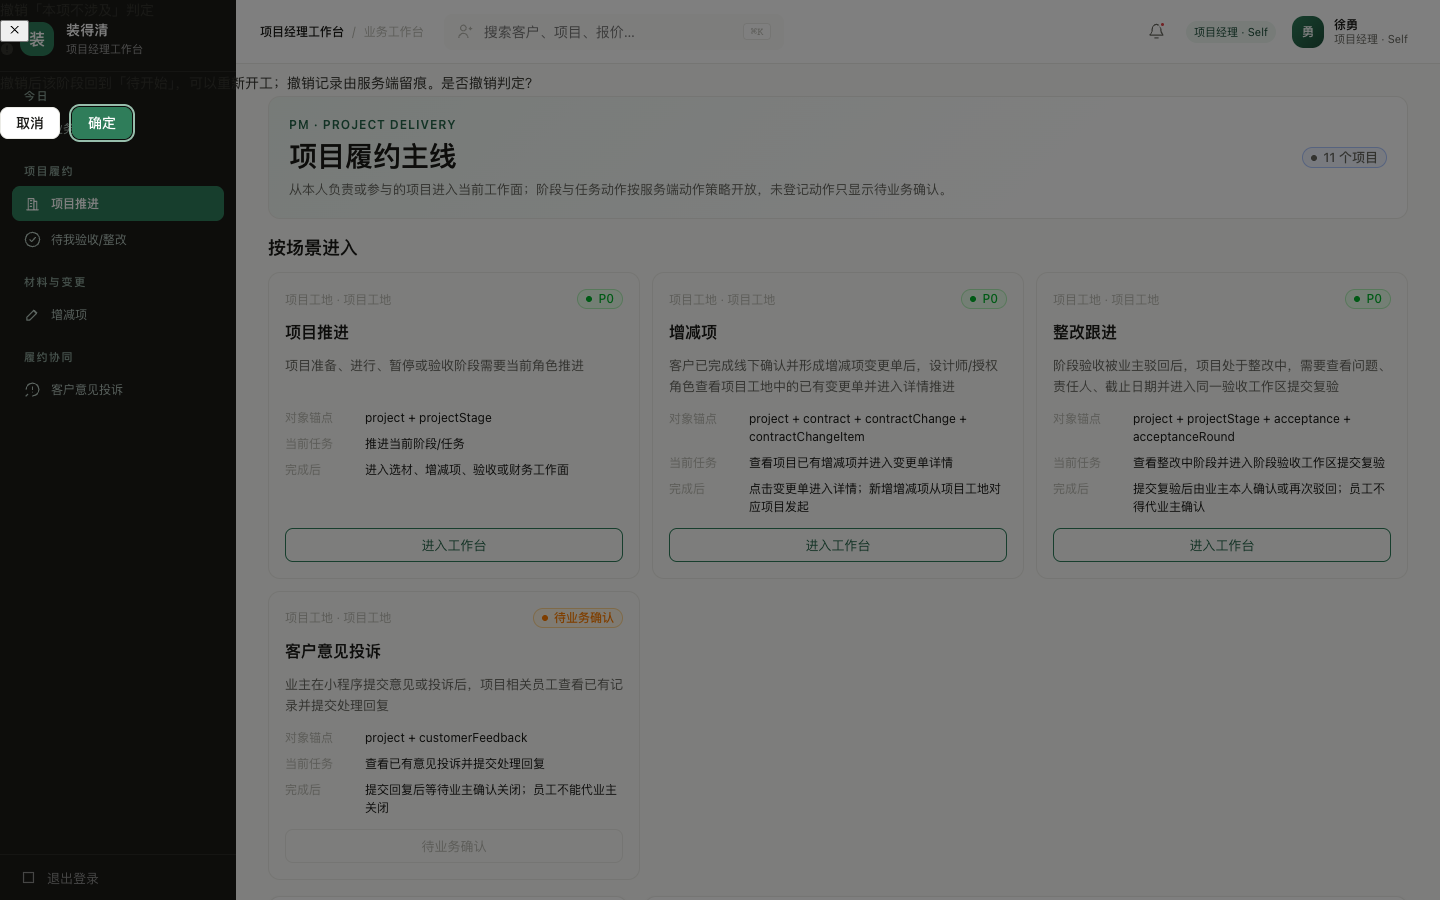 撤销「本项不涉及」判定
装
装得清
项目经理工作台
项目经理工作台 / 业务工作台
搜索客户、项目、报价...
⌘K
项目经理 · Self
勇
徐勇
项目经理 · Self
撤销后该阶段回到「待开始」，可以重新开工；撤销记录由服务端留痕。是否撤销判定？
今日
取消
确定
项目履约
项目推进
待我验收/整改
材料与变更
增减项
履约协同
客户意见投诉
退出登录
PM · PROJECT DELIVERY
项目履约主线
11 个项目
从本人负责或参与的项目进入当前工作面；阶段与任务动作按服务端动作策略开放，未登记动作只显示待业务确认。
按场景进入
项目工地 · 项目工地
P0
项目推进
项目准备、进行、暂停或验收阶段需要当前角色推进
对象锚点 project + projectStage
当前任务 推进当前阶段/任务
完成后 进入选材、增减项、验收或财务工作面
进入工作台
项目工地 · 项目工地
P0
增减项
客户已完成线下确认并形成增减项变更单后，设计师/授权
角色查看项目工地中的已有变更单并进入详情推进
对象锚点 project + contract + contractChange +
contractChangeItem
当前任务 查看项目已有增减项并进入变更单详情
完成后 点击变更单进入详情；新增增减项从项目工地对
应项目发起
进入工作台
项目工地 · 项目工地
P0
整改跟进
阶段验收被业主驳回后，项目处于整改中，需要查看问题、
责任人、截止日期并进入同一验收工作区提交复验
对象锚点 project + projectStage + acceptance +
acceptanceRound
当前任务 查看整改中阶段并进入阶段验收工作区提交复验
完成后 提交复验后由业主本人确认或再次驳回；员工不
得代业主确认
进入工作台
项目工地 · 项目工地
待业务确认
客户意见投诉
业主在小程序提交意见或投诉后，项目相关员工查看已有记
录并提交处理回复
对象锚点 project + customerFeedback
当前任务 查看已有意见投诉并提交处理回复
完成后 提交回复后等待业主确认关闭；员工不能代业主
关闭
待业务确认